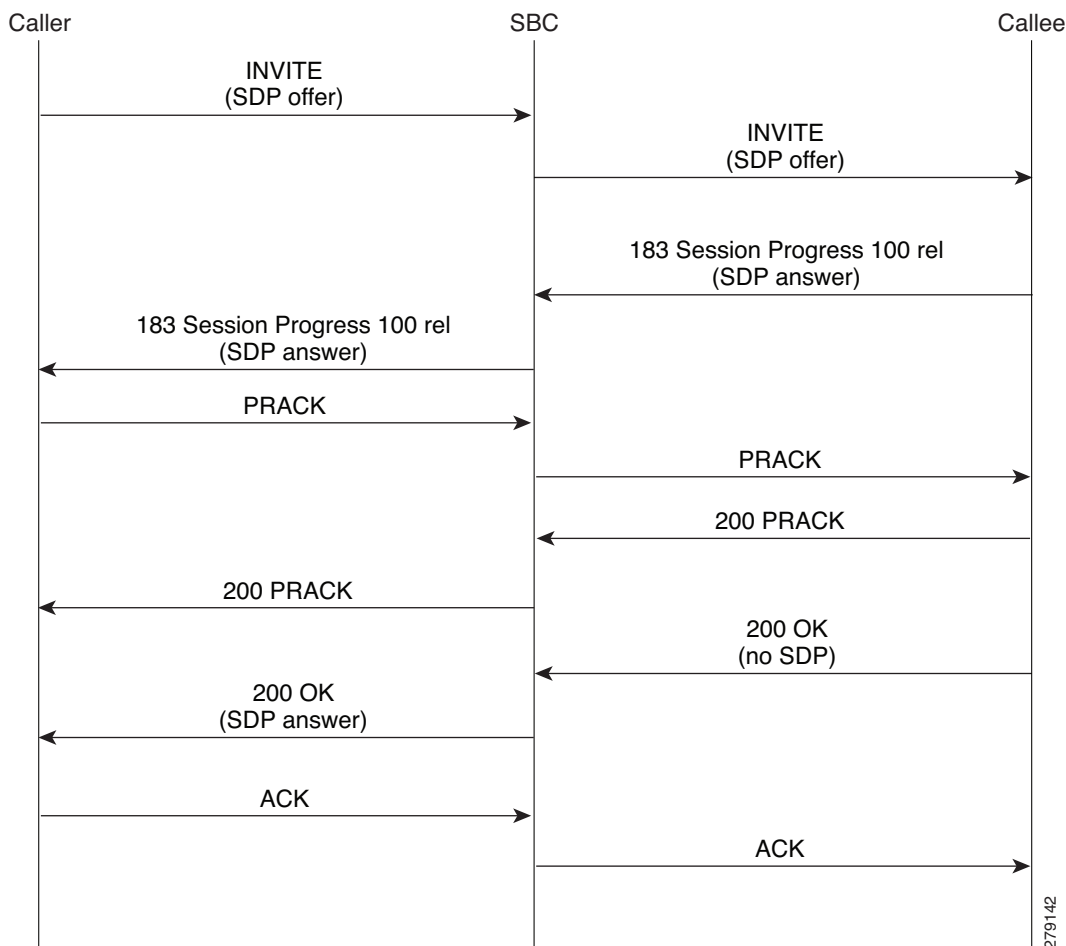 Caller
SBC
Callee
INVITE
(SDP offer)
INVITE
(SDP offer)
183 Session Progress 100 rel
(SDP answer)
183 Session Progress 100 rel
(SDP answer)
PRACK
PRACK
200 PRACK
200 PRACK
200 OK
(no SDP)
200 OK
(SDP answer)
ACK
ACK
279142